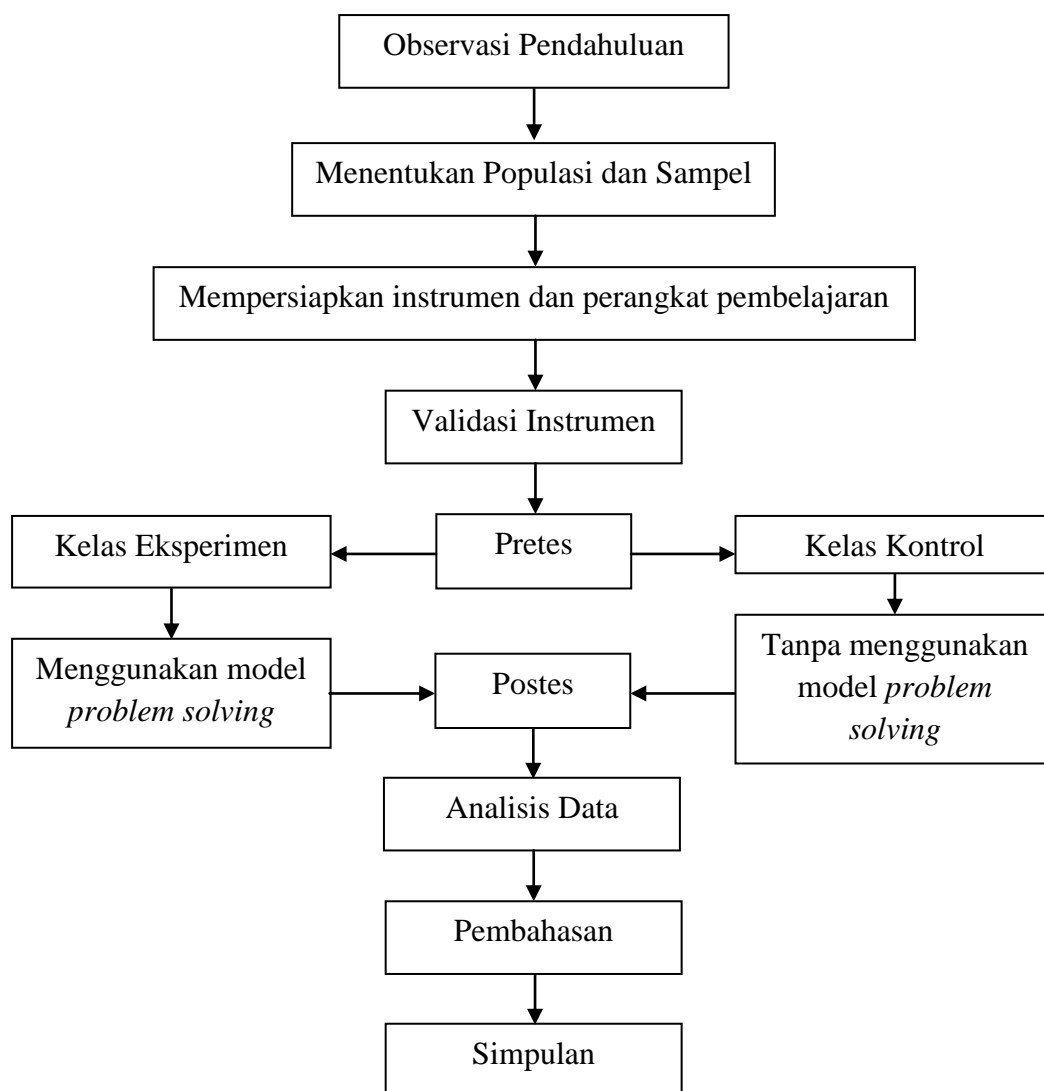 Observasi Pendahuluan
Menentukan Populasi dan Sampel
Mempersiapkan instrumen dan perangkat pembelajaran
Validasi Instrumen
Kelas Eksperimen
Pretes
Kelas Kontrol
Menggunakan model
problem solving
Postes
Tanpa menggunakan
model problem
solving
Analisis Data
Pembahasan
Simpulan